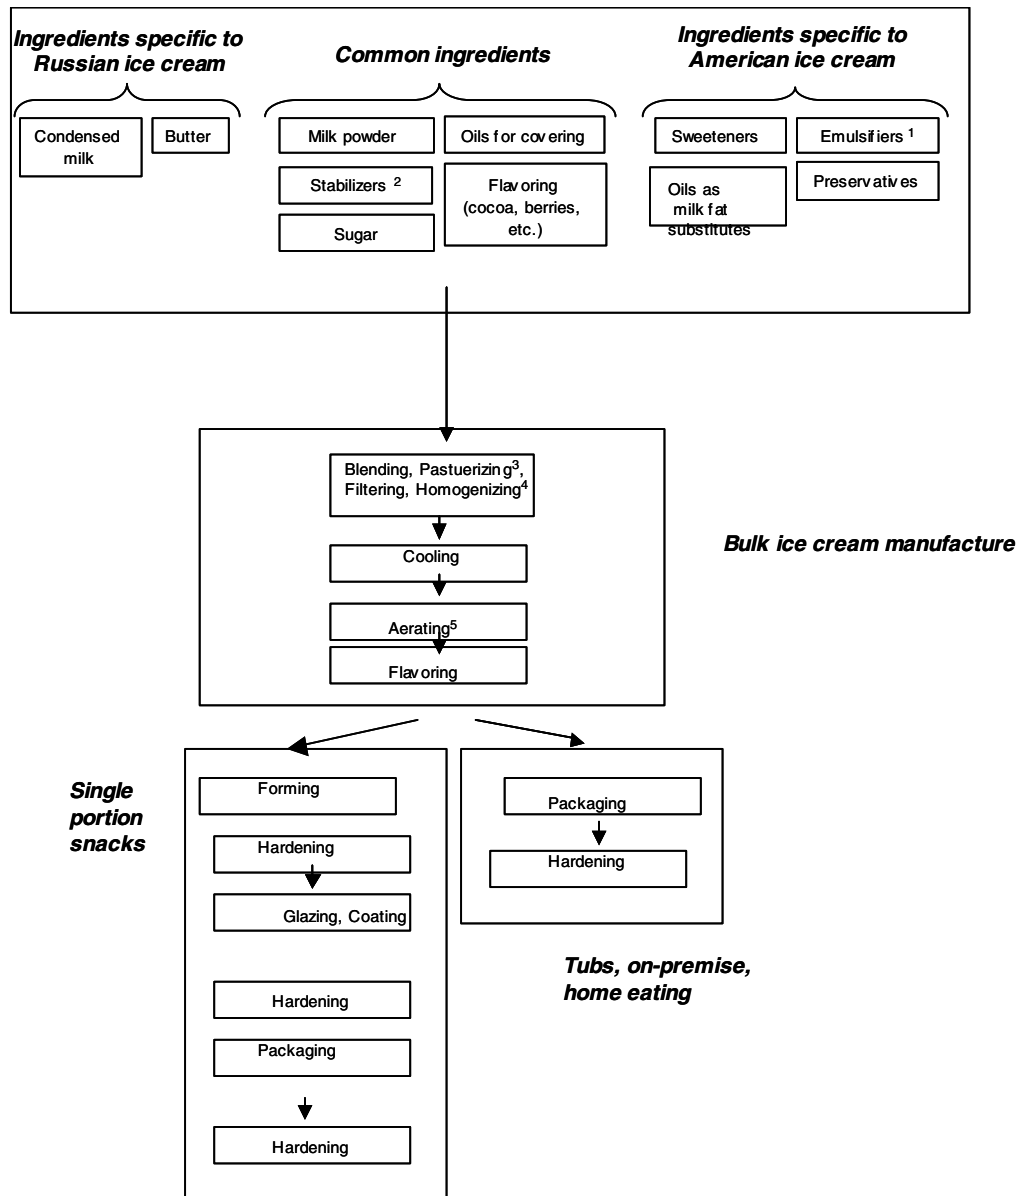 Ingredients specific to
Russian ice cream
Common ingredients
Ingredients specific to
American ice cream
Condensed
milk
Butter
Milk powder
Oils for covering
Stabilizers 2
Flavoring
(cocoa, berries,
etc.)
Sugar
Sweeteners
Emulsifiers 1
Oils as
milk fat
substitutes
Preservatives
Blending, Pastuerizing3,
Filtering, Homogenizing4
Cooling
Aerating5
Flavoring
Bulk ice cream manufacture
Single
portion
snacks
Forming
Hardening
Glazing, Coating
Hardening
Packaging
Hardening
Packaging
Hardening
Tubs, on-premise,
home eating